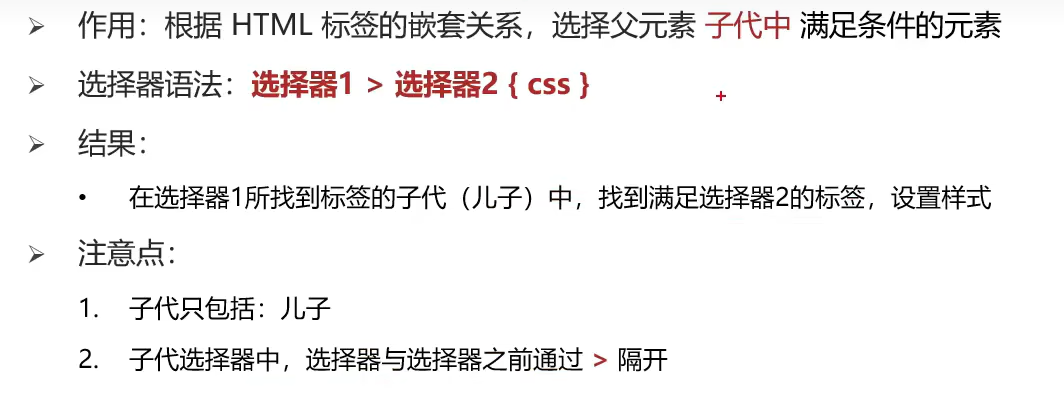 ➢ 作用：根据 HTML 标签的嵌套关系，选择父元素 子代中 满足条件的元素
➢ 选择器语法：选择器1 > 选择器2 { css }
➢ 结果：
• 在选择器1所找到标签的子代（儿子）中，找到满足选择器2的标签，设置样式
➢ 注意点：
1. 子代只包括：儿子
2. 子代选择器中，选择器与选择器之前通过 > 隔开